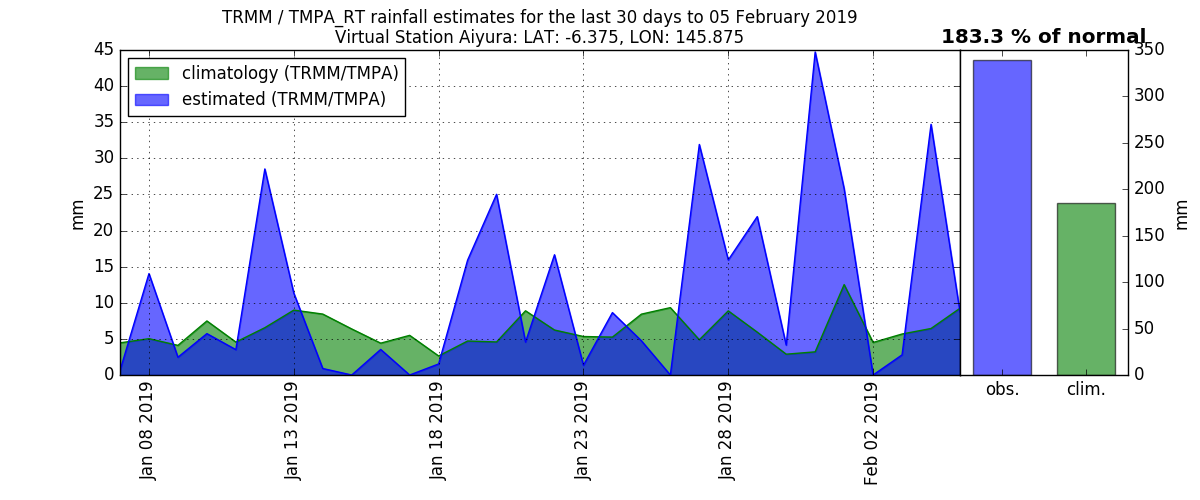 TRMM / TMPA_RT rainfall estimates for the last 30 days to 05 February 2019
Virtual Station Aiyura: LAT: -6.375, LON: 145.875
183.3 % of normal
climatology (TRMM/TMPA)
estimated (TRMM/TMPA)
45
40
35
30
25
20
15
10
5
0
mm
Jan 08 2019
Jan 13 2019
Jan 18 2019
Jan 23 2019
Jan 28 2019
Feb 02 2019
obs.
clim.
350
300
250
200
150
100
50
0
mm